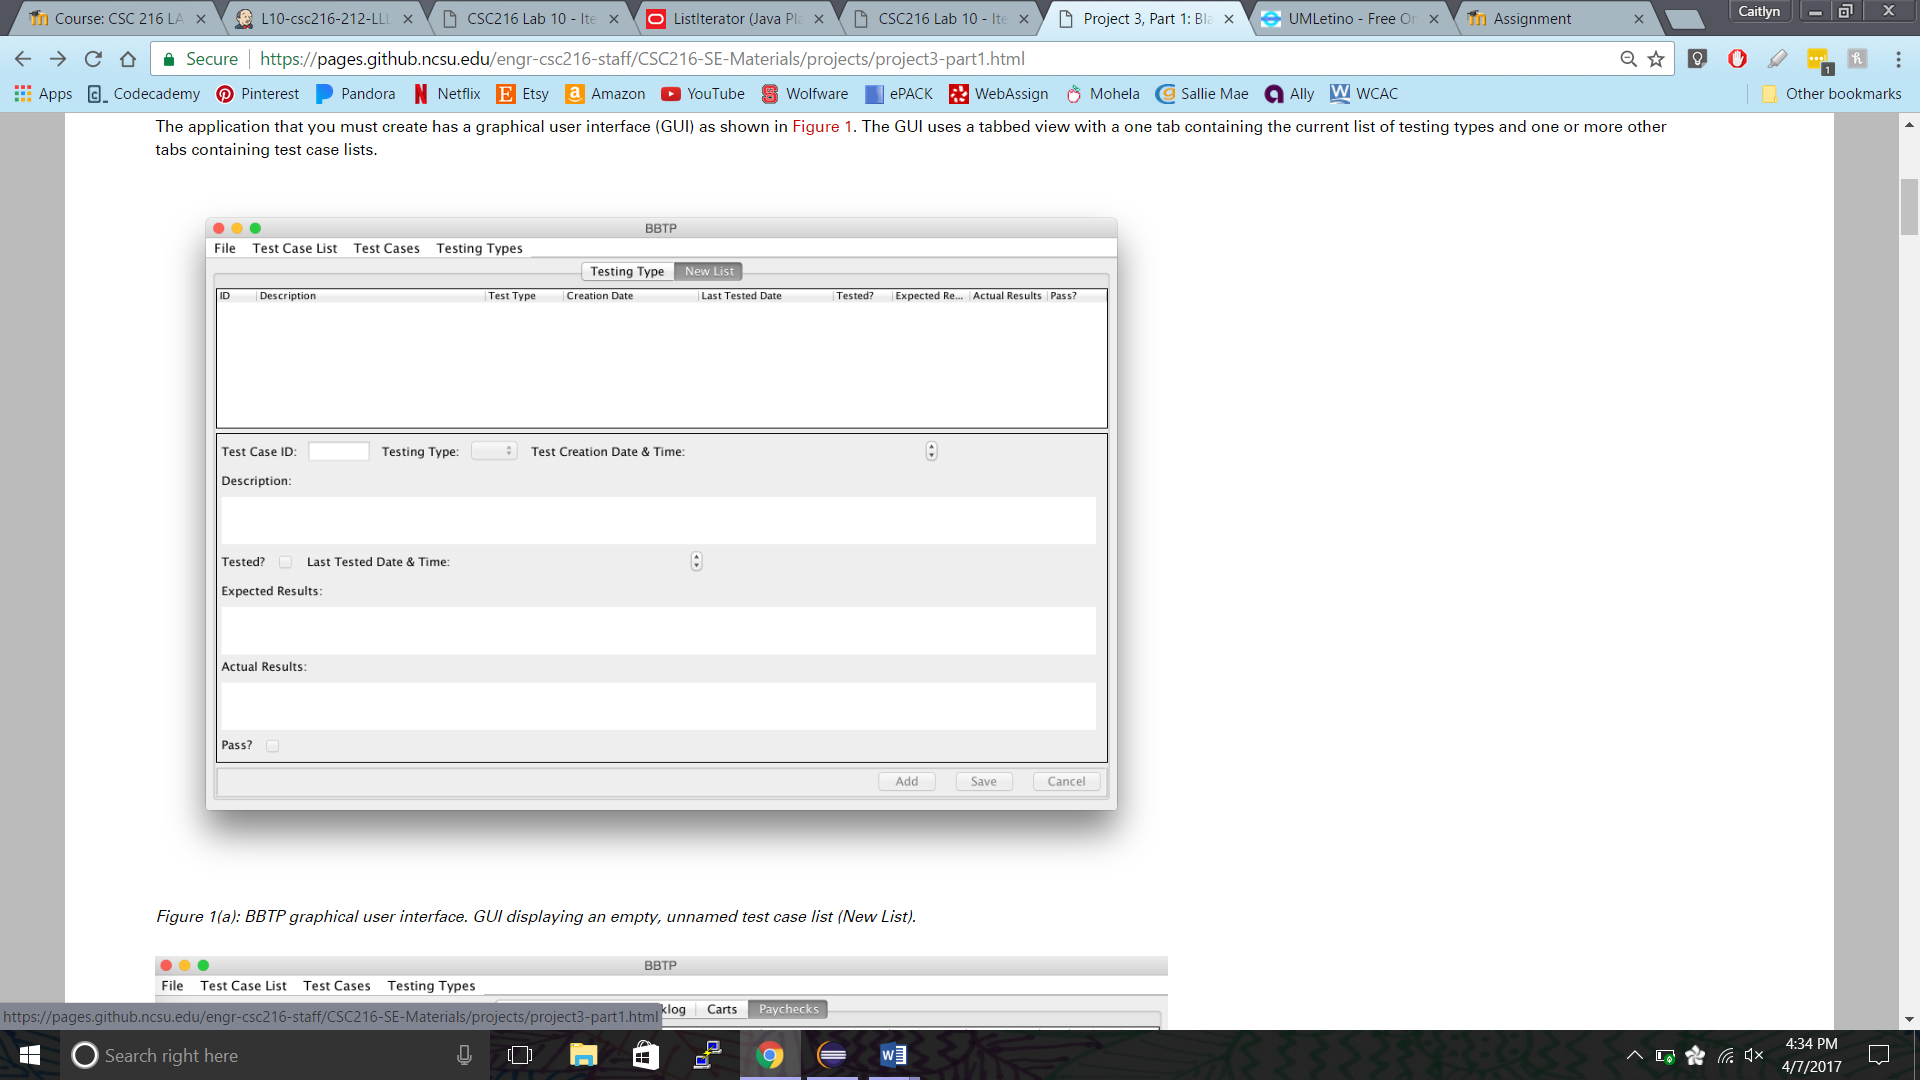 Course: CSC 216 LA
L10-csc216-212-LLL
CSC216 Lab 10 - Ite
ListIterator (Java Pla
CSC216 Lab 10 - Ite
Project 3, Part 1: Bla
UMLetino - Free On
Assignment
Caitlyn
Secure
https://pages.github.ncsu.edu/engr-csc216-staff/CSC216-SE-Materials/projects/project3-part1.html
1
Apps Codecademy Pinterest Pandora Netflix Etsy Amazon YouTube Wolfware ePACK WebAssign Mohela Sallie Mae Ally WCAC Other bookmarks
The application that you must create has a graphical user interface (GUI) as shown in Figure 1. The GUI uses a tabbed view with a one tab containing the current list of testing types and one or more other
tabs containing test case lists.
BBTP
File Test Case List Test Cases Testing Types
Testing Type New List
ID Description Test Type Creation Date Last Tested Date Tested? Expected Re... Actual Results Pass?
Test Case ID: Testing Type: Test Creation Date & Time:
Description:
Tested? Last Tested Date & Time:
Expected Results:
Actual Results:
Pass?
Add Save Cancel
Figure 1(a): BBTP graphical user interface. GUI displaying an empty, unnamed test case list (New List).
BBTP
File Test Case List Test Cases Testing Types
klog Carts Paychecks
https://pages.github.ncsu.edu/engr-csc216-staff/CSC216-SE-Materials/projects/project3-part1.html
Search right here
4:34 PM
4/7/2017